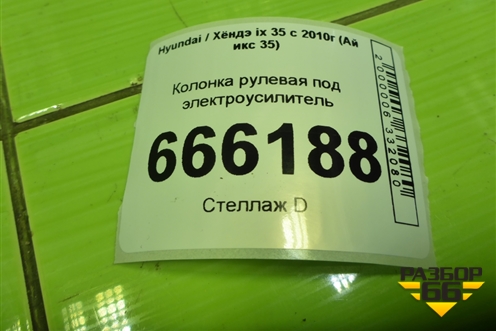 Hyundai / Хёндэ ix 35 с 2010г (Ай
икс 35)
Колонка рулевая под
электроусилитель
666188
Стеллаж D
2000006332080
РАЗБОР
66